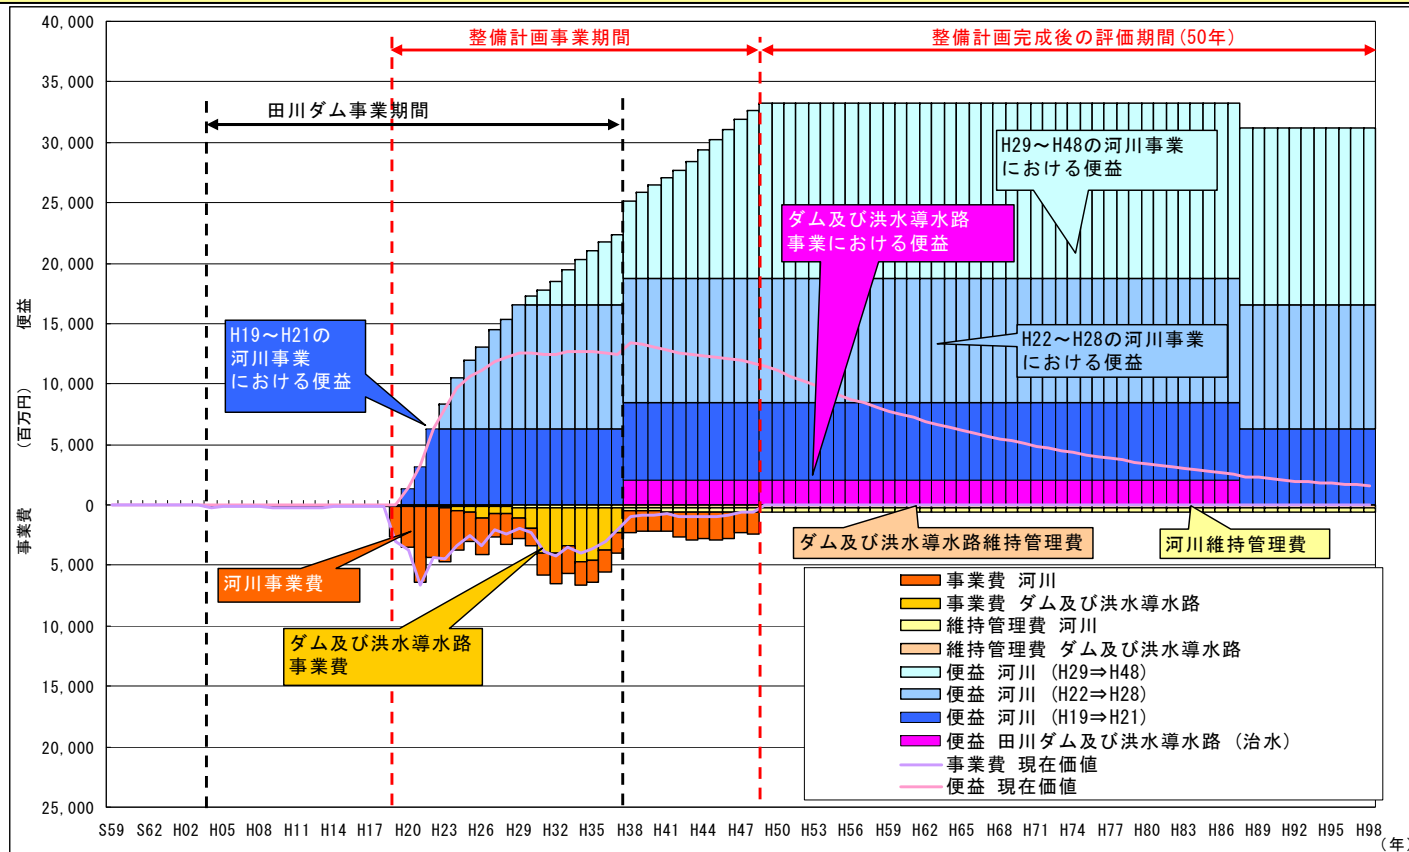 40,000
35,000
30,000
25,000
20,000
15,000
10,000
5,000
0
5,000
10,000
15,000
20,000
25,000
便益
(百万円)
事業費
整備計画事業期間
整備計画完成後の評価期間(50年)
田川ダム事業期間
H29～H48の河川事業
における便益
ダム及び洪水導水路
事業における便益
H19～H21の
河川事業
における便益
H22～H28の河川事業
における便益
河川事業費
ダム及び洪水導水路
事業費
ダム及び洪水導水路維持管理費
河川維持管理費
事業費 河川
事業費 ダム及び洪水導水路
維持管理費 河川
維持管理費 ダム及び洪水導水路
便益 河川 (H29⇒H48)
便益 河川 (H22⇒H28)
便益 河川 (H19⇒H21)
便益 田川ダム及び洪水導水路 (治水)
事業費 現在価値
便益 現在価値
S59 S62 H02 H05 H08 H11 H14 H17 H20 H23 H26 H29 H32 H35 H38 H41 H44 H47 H50 H53 H56 H59 H62 H65 H68 H71 H74 H77 H80 H83 H86 H89 H92 H95 H98
(年)